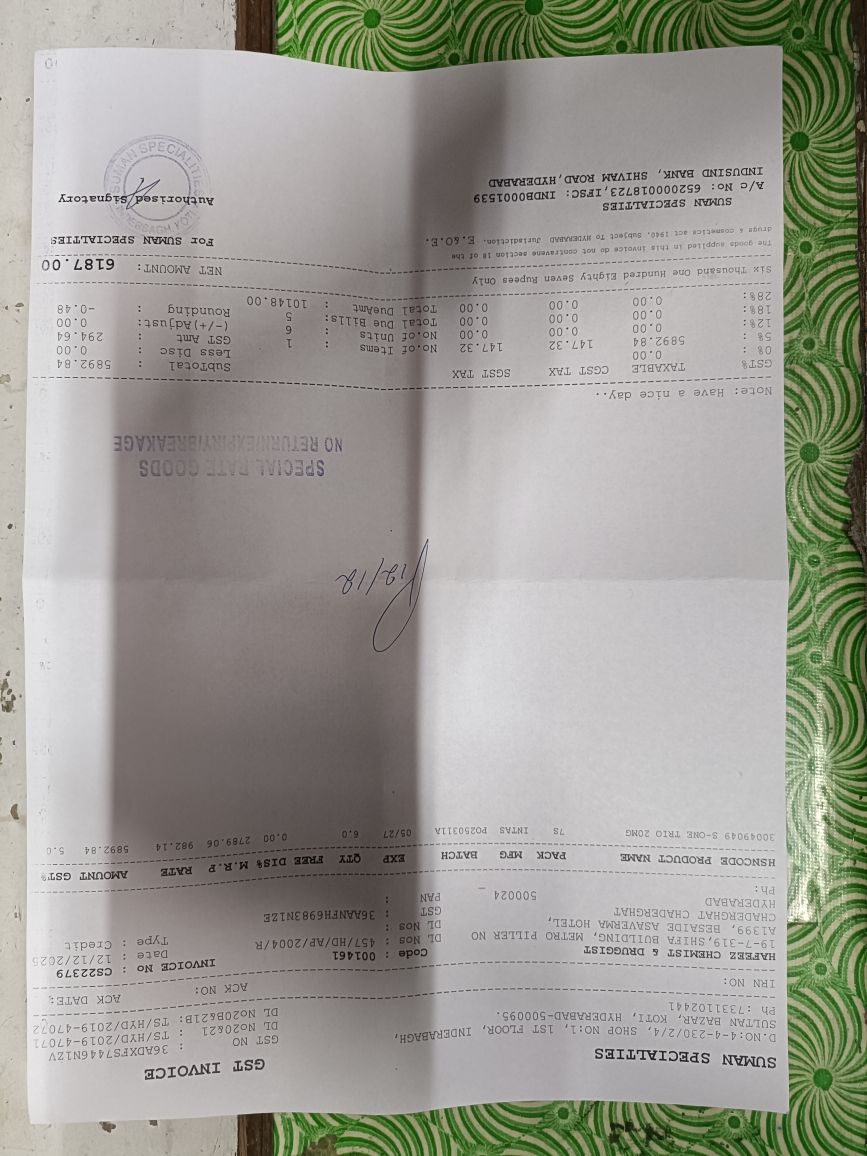 SUMAN SPECIALTIES
GST INVOICE
D.NO:4-4-230/2/4, SHOP NO:1, 1ST FLOOR, INDERBAGH,
SULTAN BAZAR, KOTI, HYDERABAD-500095.
Ph :7331102441
GST NO : 36ADXFS7446N1ZV
DL No20621 : TS/HYD/2019-47071
DL No20B&21B: TS/HYD/2019-47072
IRN NO:
ACK NO:
ACK DATE:
HAFEEZ CHEMIST & DRUGGIST
19-7-319,SHIFA BUILDING, METRO PILLER NO
A1399, BESAIDE ASAVERMA HOTEL,
CHADERGHAT CHADERGHAT
HYDERABAD 500024
Ph:
Code : 001461
DL Nos : 457/HD/AP/2004/R
DL Nos :
GST : 36AANFH6983N1ZE
PAN :
INVOICE No : CS22379
Date : 12/12/2025
Type : Credit
HSNCODE PRODUCT NAME PACK MFG BATCH EXP QTY FREE DIS% M.R.P RATE AMOUNT GST%
30049049 S-ONE TRIO 20MG 7S INTAS PO250311A 05/27 6.0 0.00 2789.06 982.14 5892.84 5.0
12/12
SPECIAL RATE GOODS
NO RETURN/EXPIRY/BREAKAGE
Note: Have a nice day..
GST% TAXABLE CGST TAX SGST TAX
0% : 0.00
5% : 5892.84 147.32 147.32
12%: 0.00 0.00 0.00
18%: 0.00 0.00 0.00
28%: 0.00 0.00 0.00
No.of Items : 1
No.of Units : 6
Total Due Bills: 5
Total DueAmt : 10148.00
SubTotal : 5892.84
Less Disc : 0.00
GST Amt : 294.64
(-/+)Adjust: 0.00
Rounding : -0.48
Six Thousand One Hundred Eighty Seven Rupees Only
NET AMOUNT: 6187.00
The goods supplied in this invoice do not contravene section 18 of the
drugs & cosmetics act 1940. Subject To HYDERABAD Jurisdiction. E.&O.E.
For SUMAN SPECIALTIES
SUMAN SPECIALTIES
A/c No: 652000018723,IFSC: INDB0001539
INDUSIND BANK, SHIVAM ROAD,HYDERABAD
Authorised Signatory
SUMAN SPECIALITIES